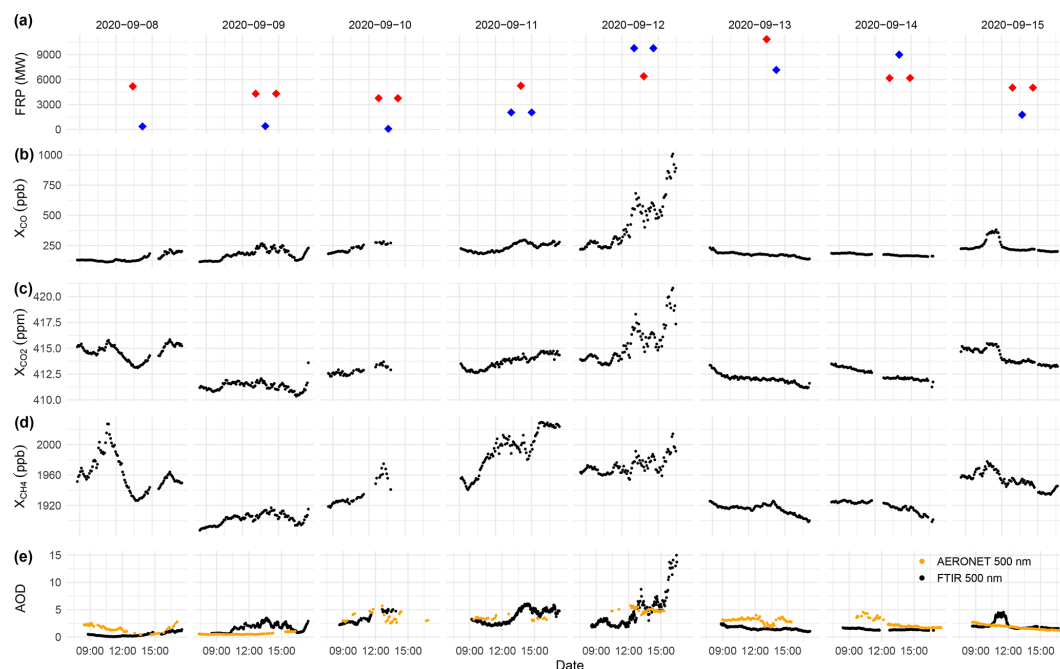 (a)
2020-09-08 2020-09-09 2020-09-10 2020-09-11 2020-09-12 2020-09-13 2020-09-14 2020-09-15
FRP (MW)
9000
6000
3000
0
(b)
X_CO (ppb)
1000
750
500
250
(c)
X_CO2 (ppm)
420.0
417.5
415.0
412.5
410.0
(d)
X_CH4 (ppb)
2000
1960
1920
(e)
AOD
15
10
5
0
AERONET 500 nm
FTIR 500 nm
09:00 12:00 15:00 09:00 12:00 15:00 09:00 12:00 15:00 09:00 12:00 15:00 09:00 12:00 15:00 09:00 12:00 15:00 09:00 12:00 15:00 09:00 12:00 15:00
Date